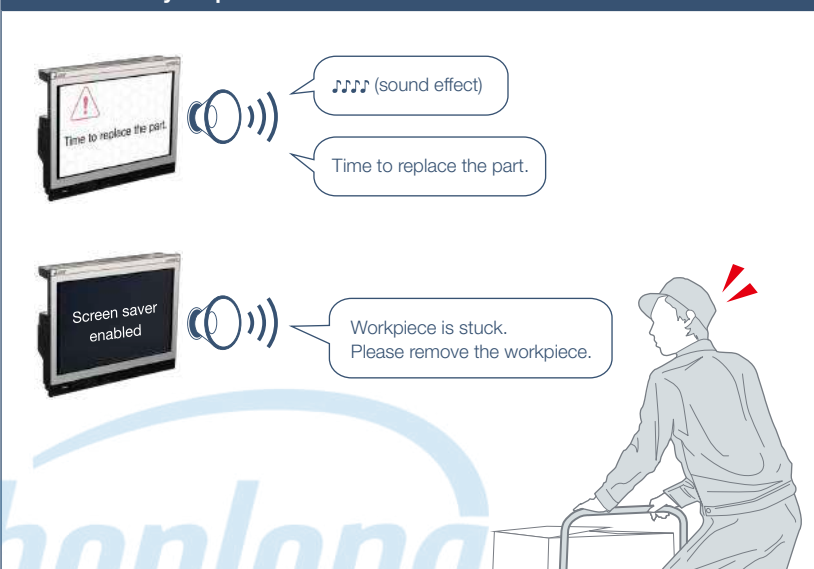 ♪♪♪♪ (sound effect)
Time to replace the part.
Time to replace the part.
Screen saver
enabled
Workpiece is stuck.
Please remove the workpiece.